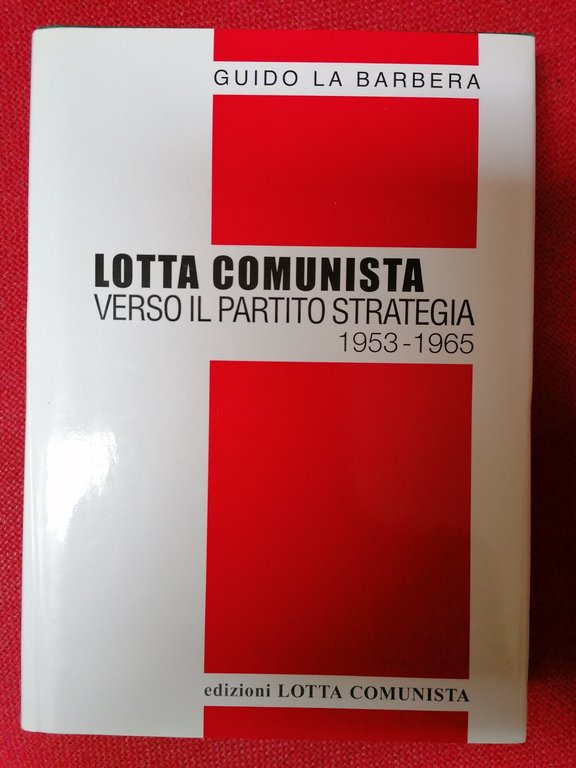 GUIDO LA BARBERA
LOTTA COMUNISTA
VERSO IL PARTITO STRATEGIA
1953-1965
edizioni LOTTA COMUNISTA